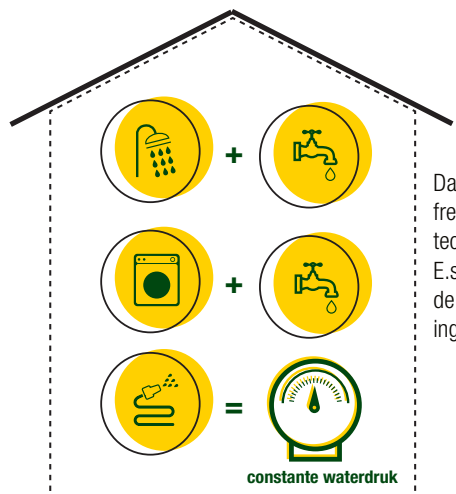 +
+
=
constante waterdruk
Da
fre
tec
E.s
de
ing